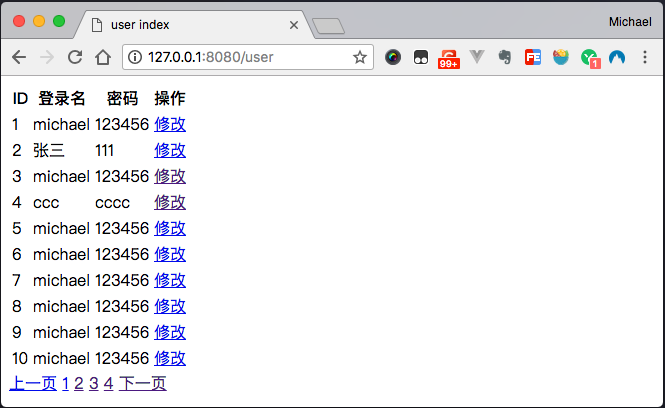 user index
Michael
127.0.0.1:8080/user
99+
FE
1
ID 登录名 密码 操作
1 michael 123456 修改
2 张三 111 修改
3 michael 123456 修改
4 ccc cccc 修改
5 michael 123456 修改
6 michael 123456 修改
7 michael 123456 修改
8 michael 123456 修改
9 michael 123456 修改
10 michael 123456 修改
上一页 1 2 3 4 下一页